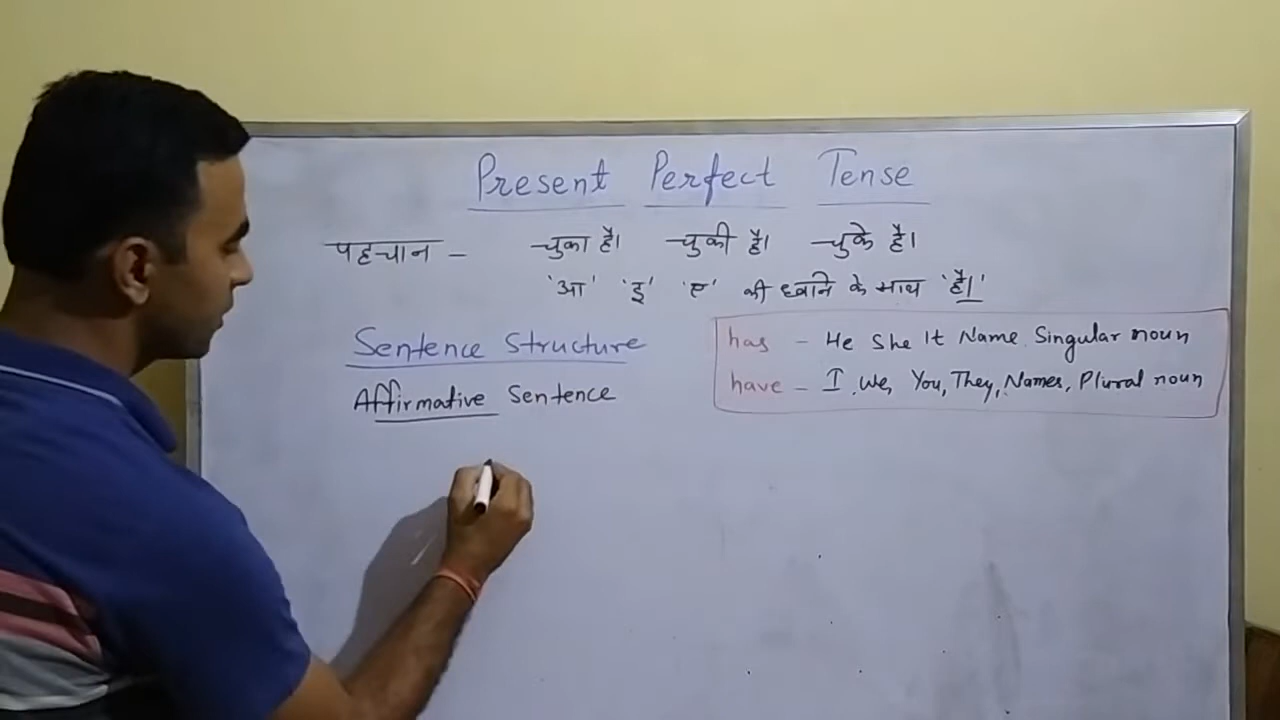 Present Perfect Tense
पहचान - चुका है। चुकी है। चुके है।
'आ' 'इ' 'ए' की ध्वनि के साथ 'है।'
Sentence Structure
Affirmative Sentence
has - He She It Name Singular noun
have - I, We, You, They, Names, Plural noun